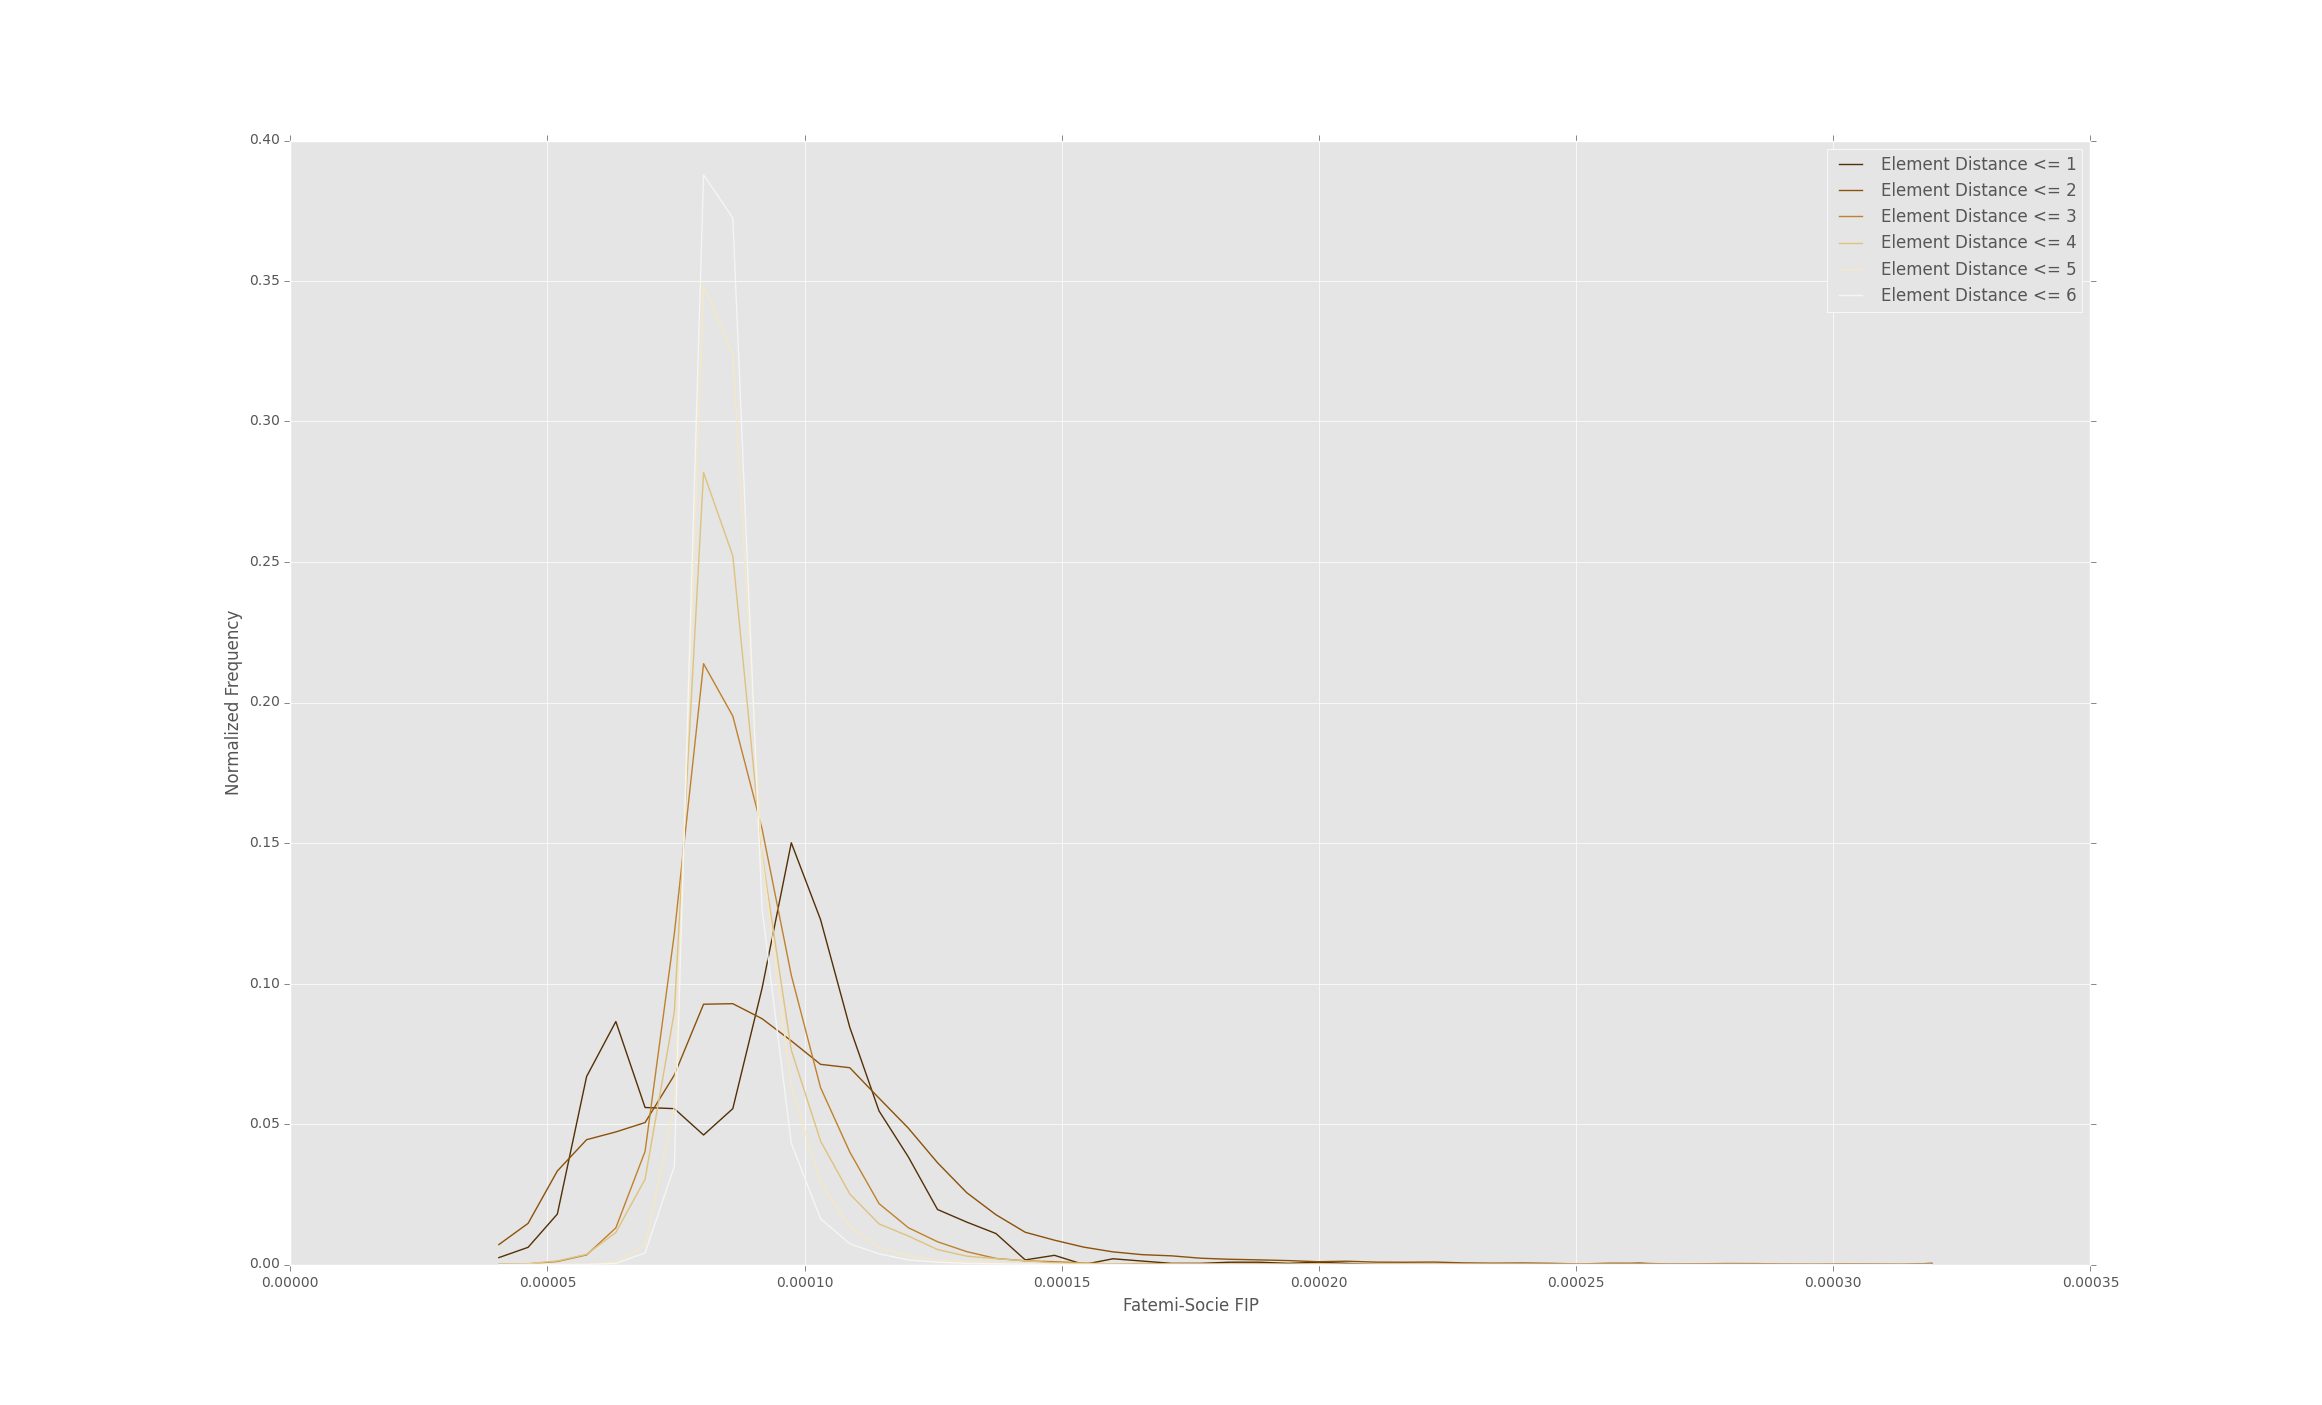 0.40
0.35
0.30
0.25
0.20
0.15
0.10
0.05
0.00
Normalized Frequency
Element Distance <= 1
Element Distance <= 2
Element Distance <= 3
Element Distance <= 4
Element Distance <= 5
Element Distance <= 6
0.00000 0.00005 0.00010 0.00015 0.00020 0.00025 0.00030 0.00035
Fatemi-Socie FIP